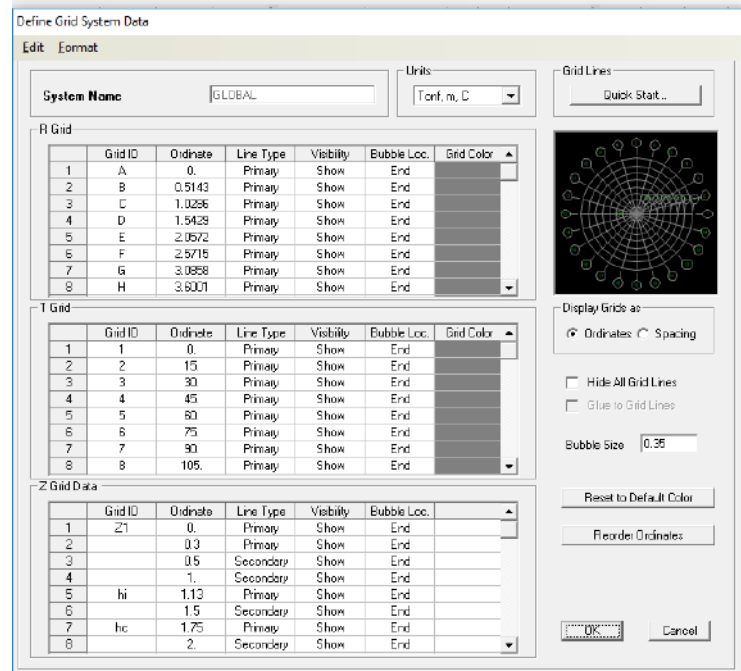 Define Grid System Data
Edit Format
Units
Grid Lines
System Name GLOBAL Tonf, m, C Quick Start...
R Grid
Grid ID Ordinate Line Type Visibility Bubble Loc. Grid Color
1 A 0. Primary Show End
2 B 0.5143 Primary Show End
3 C 1.0286 Primary Show End
4 D 1.5429 Primary Show End
5 E 2.0572 Primary Show End
6 F 2.5715 Primary Show End
7 G 3.0858 Primary Show End
8 H 3.6001 Primary Show End
T Grid
Display Grids as
Grid ID Ordinate Line Type Visibility Bubble Loc. Grid Color
Ordinates Spacing
1 1 0. Primary Show End
2 2 15. Primary Show End
3 3 30. Primary Show End
4 4 45. Primary Show End
5 5 60. Primary Show End
6 6 75. Primary Show End
7 7 90. Primary Show End
8 8 105. Primary Show End
Hide All Grid Lines
Glue to Grid Lines
Bubble Size 0.35
Z Grid Data
Grid ID Ordinate Line Type Visibility Bubble Loc.
1 Z1 0. Primary Show End
2 0.3 Primary Show End
3 0.5 Secondary Show End
4 1. Secondary Show End
5 hi 1.13 Primary Show End
6 1.5 Secondary Show End
7 hc 1.75 Primary Show End
8 2. Secondary Show End
Reset to Default Color
Reorder Ordinates
OK Cancel